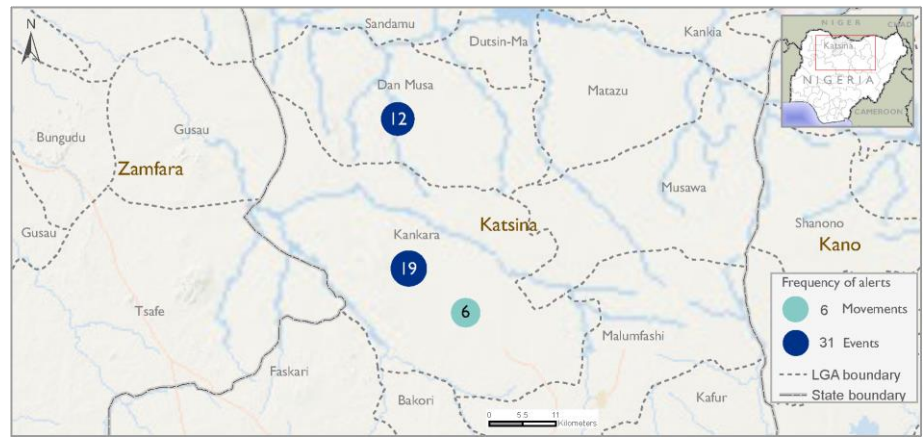 N
Sandamu
Dutsin-Ma
Kankia
NIGER
CHAD
Katsina
NIGERIA
CAMEROON
Dan Musa
Matazu
12
Bungudu
Gusau
Zamfara
Musawa
Gusau
Kankara
Katsina
Shanono
Kano
19
6
Tsafe
Malumfashi
Faskari
Bakori
Kafur
Frequency of alerts
6 Movements
31 Events
LGA boundary
State boundary
0 5.5 11
Kilometers